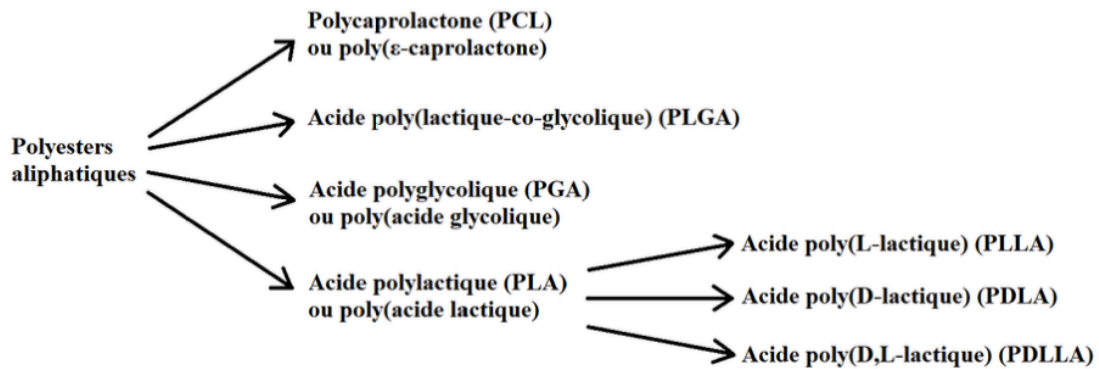 Polycaprolactone (PCL)
ou poly(ε-caprolactone)
Acide poly(lactique-co-glycolique) (PLGA)
Polyesters
aliphatiques
Acide polyglycolique (PGA)
ou poly(acide glycolique)
Acide polylactique (PLA)
ou poly(acide lactique)
Acide poly(L-lactique) (PLLA)
Acide poly(D-lactique) (PDLA)
Acide poly(D,L-lactique) (PDLLA)